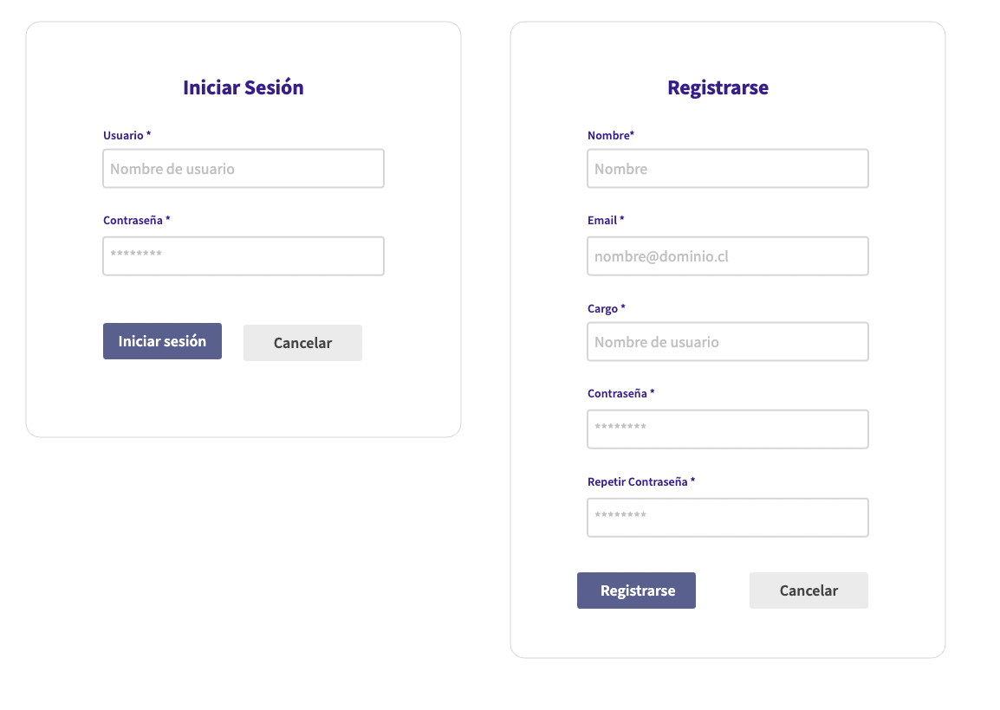 Iniciar Sesión
Usuario *
Nombre de usuario
Contraseña *
********
Iniciar sesión
Cancelar
Registrarse
Nombre*
Nombre
Email *
nombre@dominio.cl
Cargo *
Nombre de usuario
Contraseña *
********
Repetir Contraseña *
********
Registrarse
Cancelar